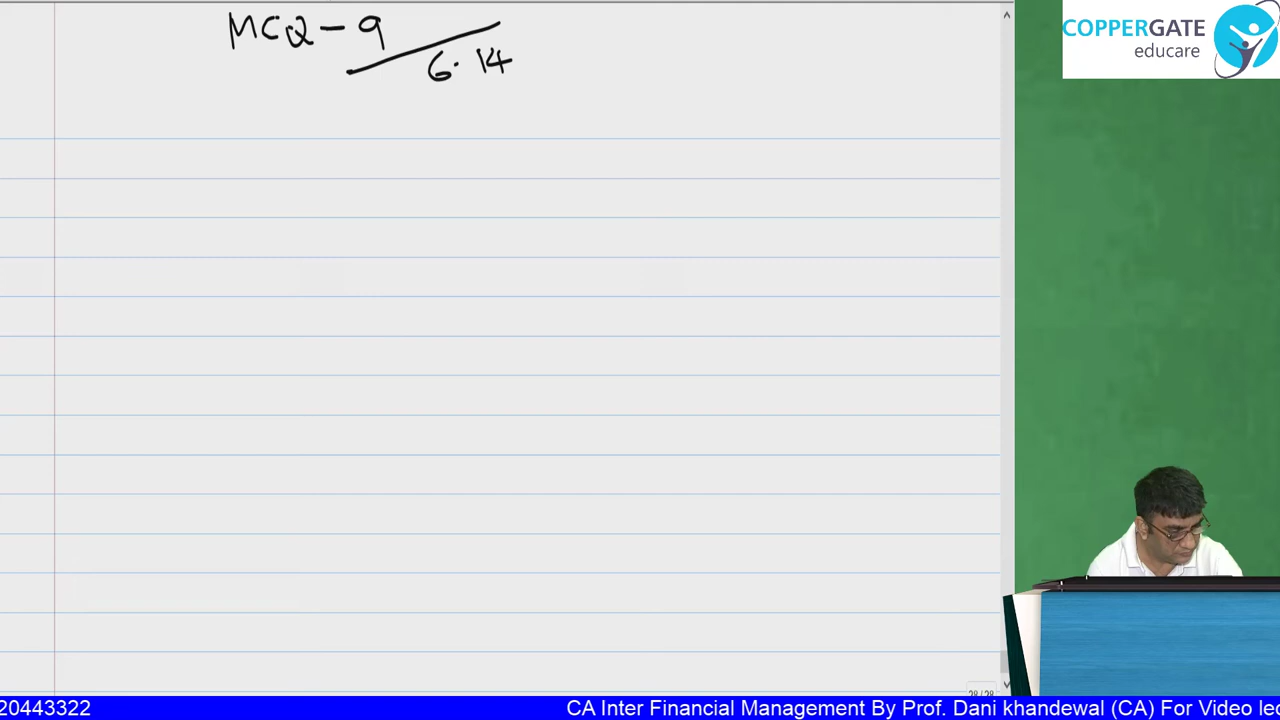 MCQ - 9
6.14
COPPERGATE
educare
20443322
CA Inter Financial Management By Prof. Dani khandewal (CA) For Video lec